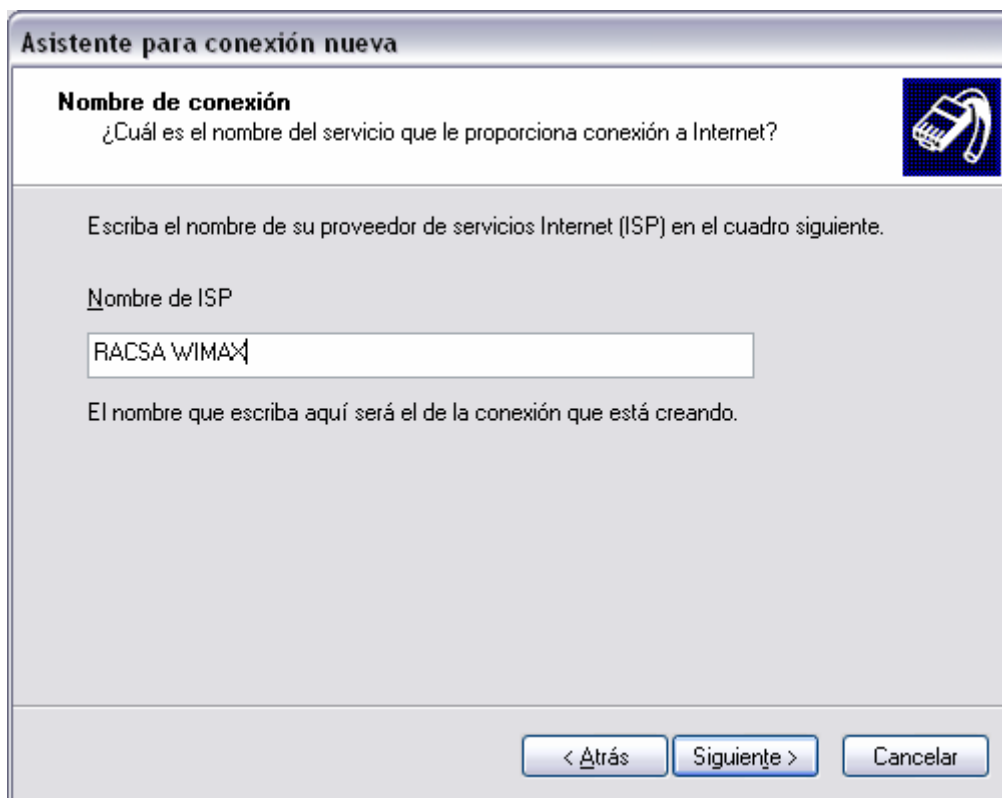 Asistente para conexión nueva
Nombre de conexión
¿Cuál es el nombre del servicio que le proporciona conexión a Internet?
Escriba el nombre de su proveedor de servicios Internet (ISP) en el cuadro siguiente.
Nombre de ISP
RACSA WIMAX
El nombre que escriba aquí será el de la conexión que está creando.
< Atrás   Siguiente >   Cancelar